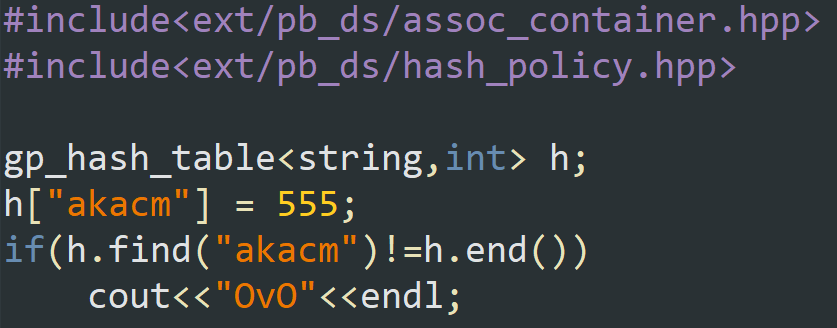 #include<ext/pb_ds/assoc_container.hpp>
#include<ext/pb_ds/hash_policy.hpp>
gp_hash_table<string,int> h;
h["akacm"] = 555;
if(h.find("akacm")!=h.end())
    cout<<"OvO"<<endl;